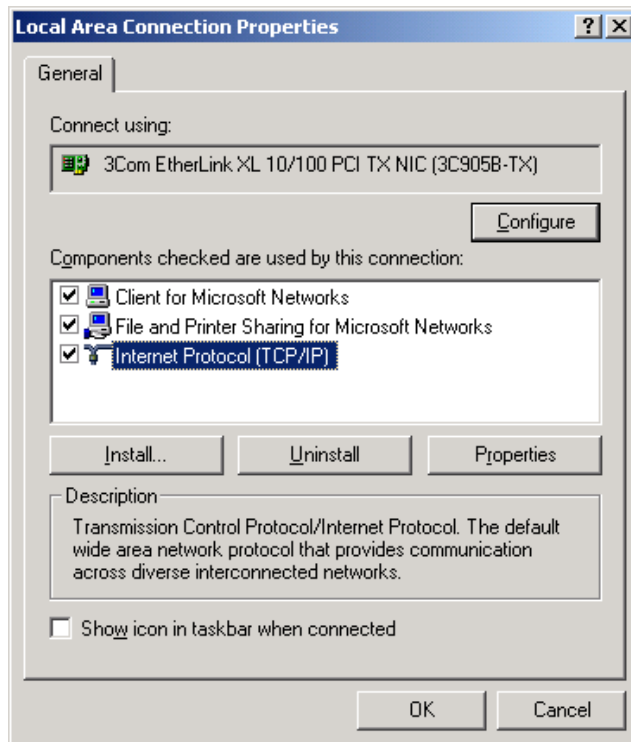 Local Area Connection Properties
General
Connect using:
3Com EtherLink XL 10/100 PCI TX NIC (3C905B-TX)
Configure
Components checked are used by this connection:
Client for Microsoft Networks
File and Printer Sharing for Microsoft Networks
Internet Protocol (TCP/IP)
Install... Uninstall Properties
Description
Transmission Control Protocol/Internet Protocol. The default
wide area network protocol that provides communication
across diverse interconnected networks.
Show icon in taskbar when connected
OK Cancel